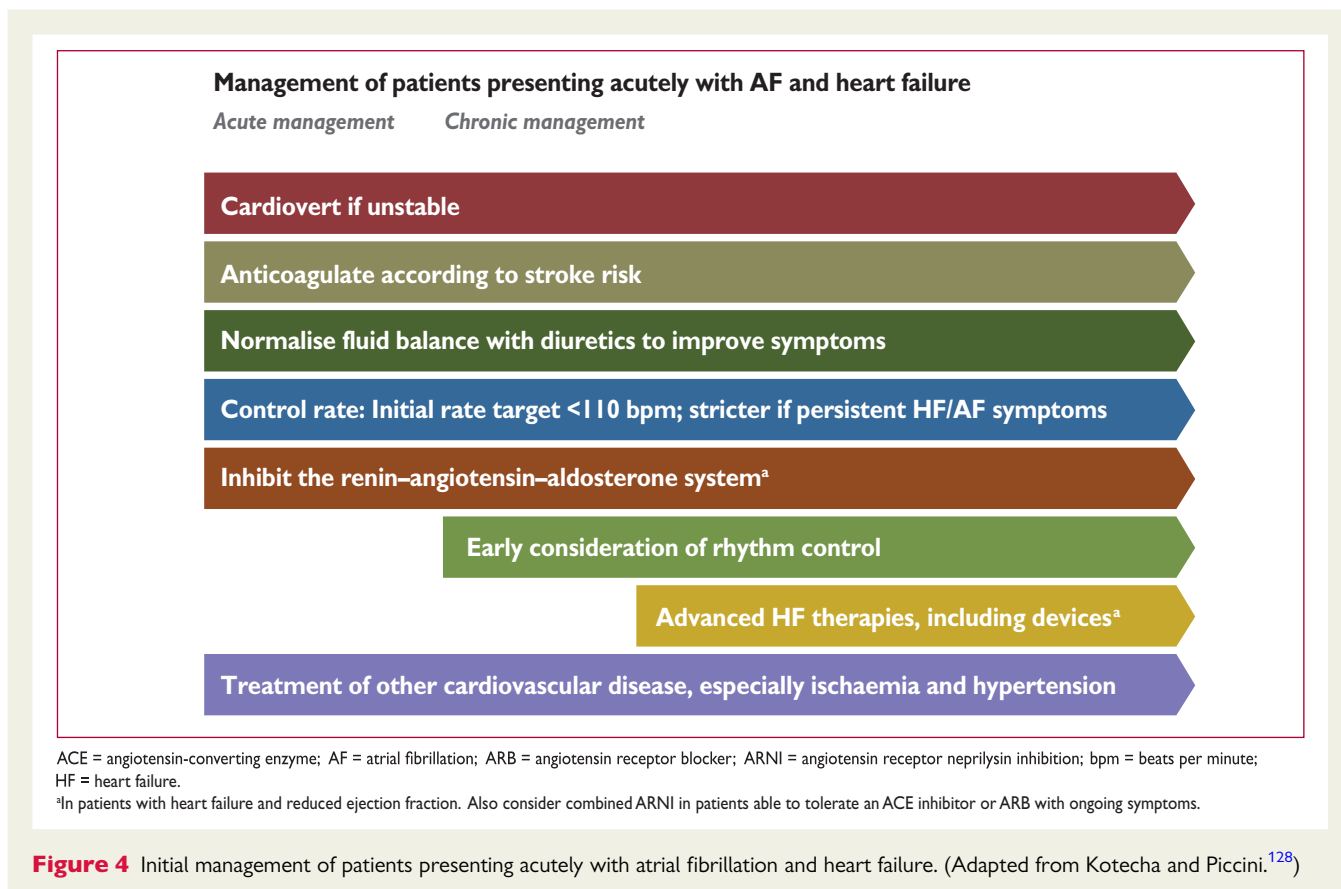 Management of patients presenting acutely with AF and heart failure
Acute management Chronic management
Cardiovert if unstable
Anticoagulate according to stroke risk
Normalise fluid balance with diuretics to improve symptoms
Control rate: Initial rate target <110 bpm; stricter if persistent HF/AF symptoms
Inhibit the renin–angiotensin–aldosterone systemᵃ
Early consideration of rhythm control
Advanced HF therapies, including devicesᵃ
Treatment of other cardiovascular disease, especially ischaemia and hypertension
ACE = angiotensin-converting enzyme; AF = atrial fibrillation; ARB = angiotensin receptor blocker; ARNI = angiotensin receptor neprilysin inhibition; bpm = beats per minute;
HF = heart failure.
ᵃIn patients with heart failure and reduced ejection fraction. Also consider combined ARNI in patients able to tolerate an ACE inhibitor or ARB with ongoing symptoms.
Figure 4 Initial management of patients presenting acutely with atrial fibrillation and heart failure. (Adapted from Kotecha and Piccini.¹²⁸)